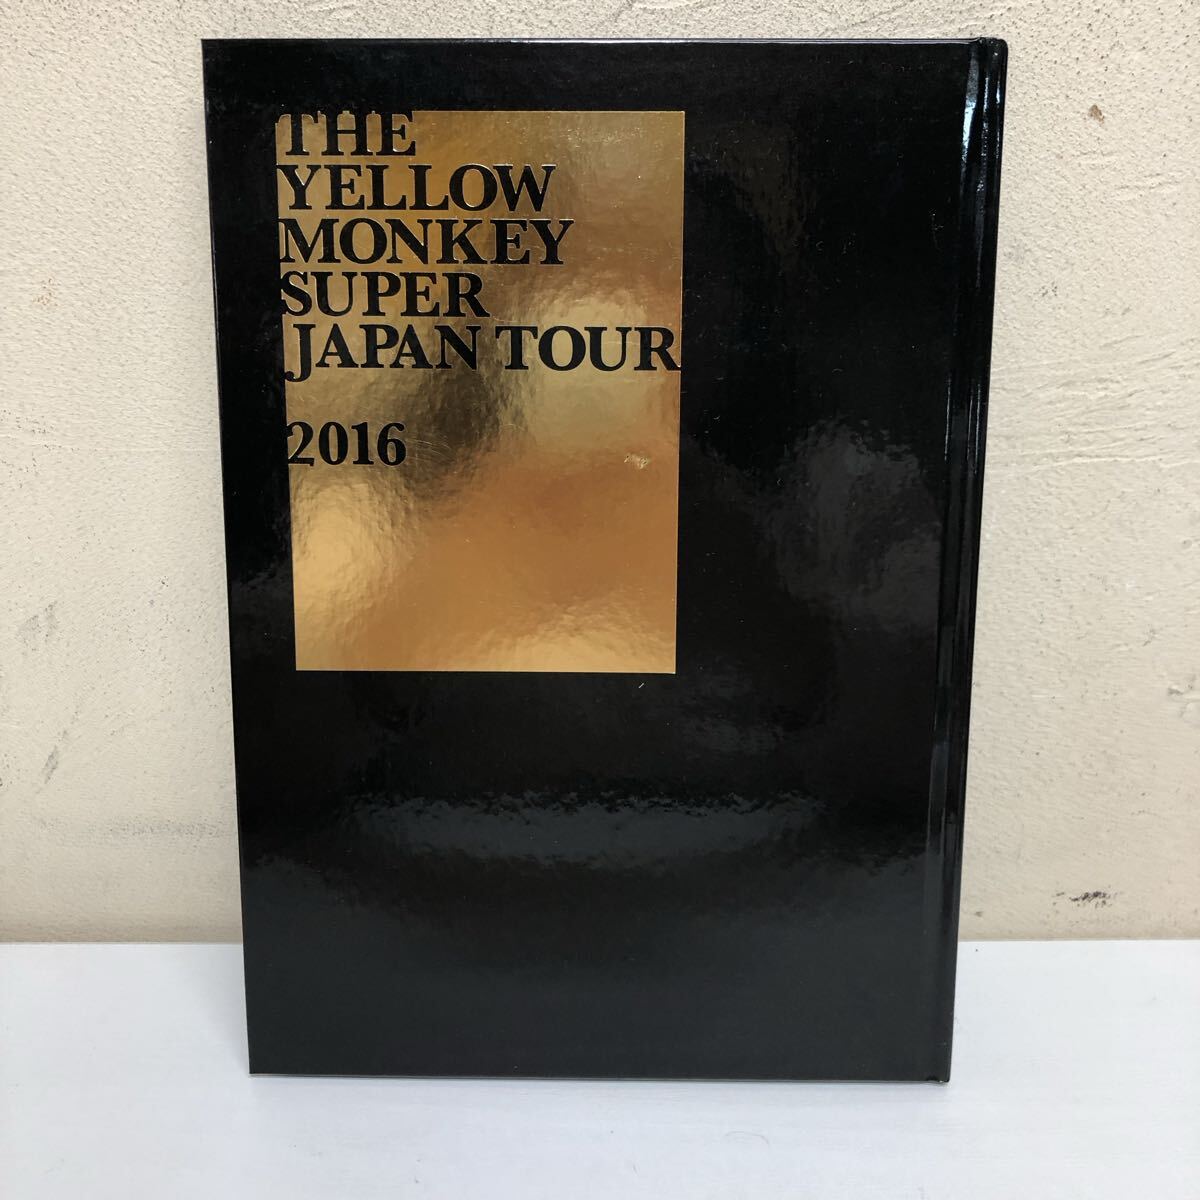 THE
YELLOW
MONKEY
SUPER
JAPAN TOUR
2016